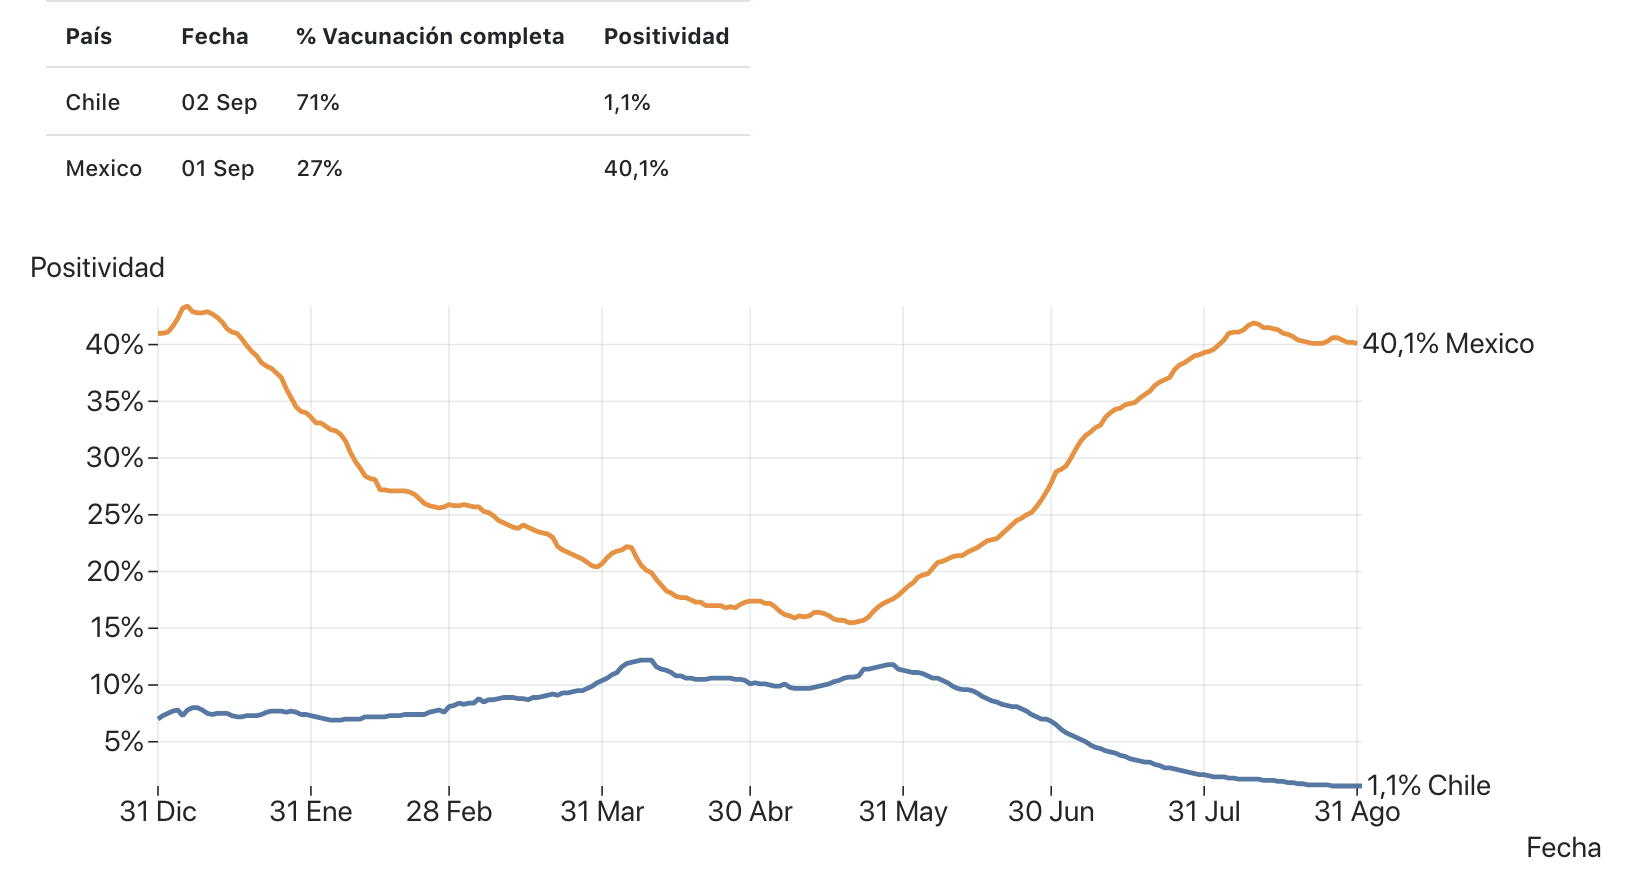 País Fecha % Vacunación completa Positividad
Chile 02 Sep 71% 1,1%
Mexico 01 Sep 27% 40,1%
Positividad
40%
35%
30%
25%
20%
15%
10%
5%
40,1% Mexico
1,1% Chile
31 Dic 31 Ene 28 Feb 31 Mar 30 Abr 31 May 30 Jun 31 Jul 31 Ago
Fecha